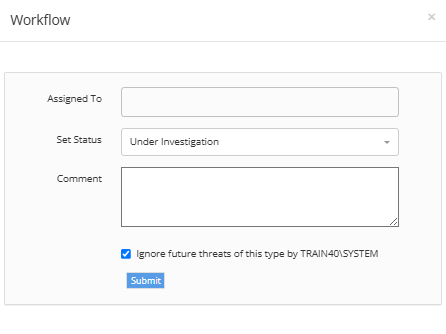 Workflow ×
Assigned To
Set Status Under Investigation
Comment
Ignore future threats of this type by TRAIN40\SYSTEM
Submit